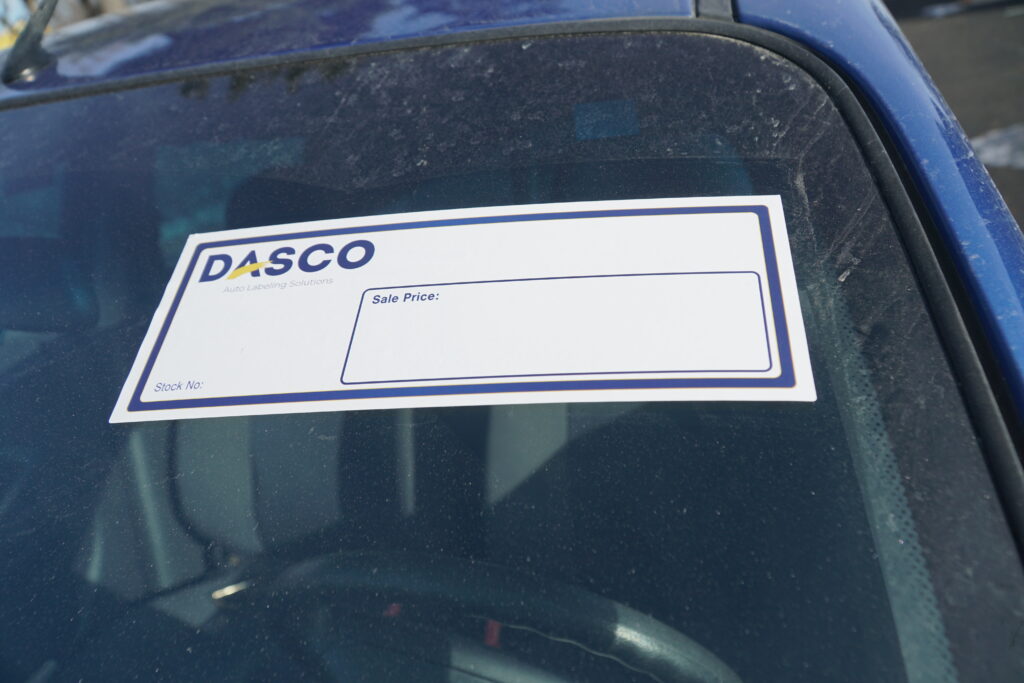 DASCO
Auto Labeling Solutions
Sale Price:
Stock No: